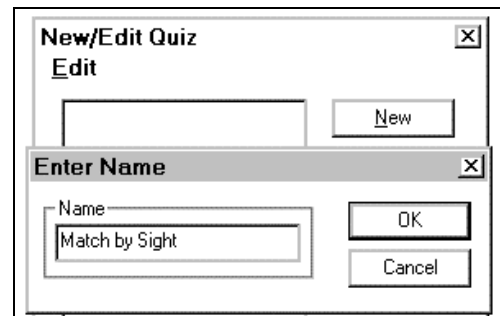 New/Edit Quiz
Edit
New
Enter Name
Name
OK
Match by Sight
Cancel